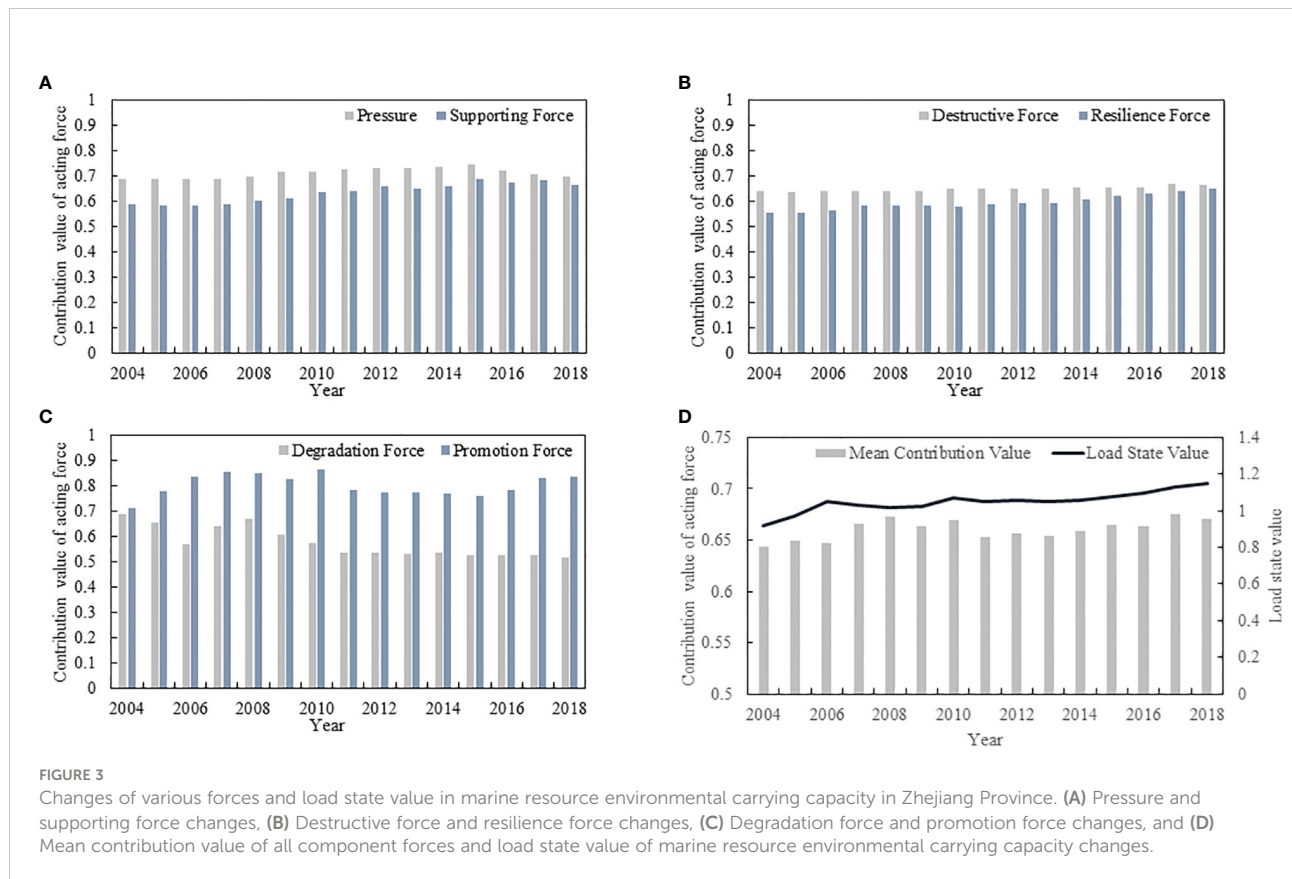 A
Contribution value of acting force
1
0.9
0.8
0.7
0.6
0.5
0.4
0.3
0.2
0.1
0
Pressure Supporting Force
2004 2006 2008 2010 2012 2014 2016 2018
Year
B
Contribution value of acting force
1
0.9
0.8
0.7
0.6
0.5
0.4
0.3
0.2
0.1
0
Destructive Force Resilience Force
2004 2006 2008 2010 2012 2014 2016 2018
Year
C
Contribution value of acting force
1
0.9
0.8
0.7
0.6
0.5
0.4
0.3
0.2
0.1
0
Degradation Force Promotion Force
2004 2006 2008 2010 2012 2014 2016 2018
Year
D
Contribution value of acting force
0.75
0.7
0.65
0.6
0.55
0.5
Mean Contribution Value Load State Value
1.4
1.2
1
0.8
0.6
0.4
0.2
0
Load state value
2004 2006 2008 2010 2012 2014 2016 2018
Year
FIGURE 3
Changes of various forces and load state value in marine resource environmental carrying capacity in Zhejiang Province. (A) Pressure and
supporting force changes, (B) Destructive force and resilience force changes, (C) Degradation force and promotion force changes, and (D)
Mean contribution value of all component forces and load state value of marine resource environmental carrying capacity changes.